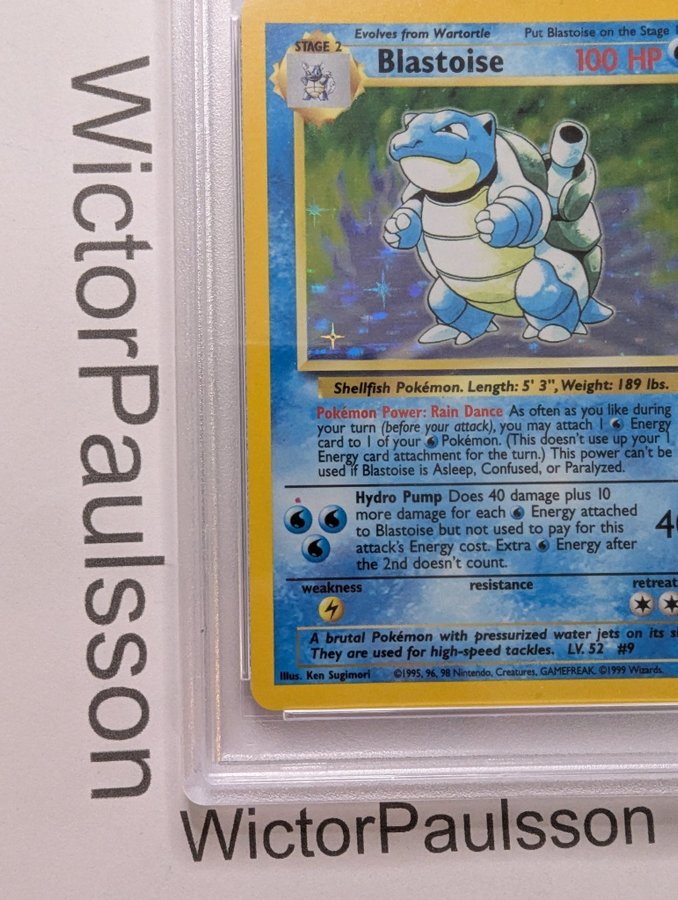 WictorPaulsson
Evolves from Wartortle
Put Blastoise on the Stage
STAGE 2
Blastoise
100 HP
Shellfish Pokémon. Length: 5' 3", Weight: 189 lbs.
Pokémon Power: Rain Dance As often as you like during
your turn (before your attack), you may attach 1 Energy
card to 1 of your Pokémon. (This doesn't use up your 1
Energy card attachment for the turn.) This power can't be
used if Blastoise is Asleep, Confused, or Paralyzed.
Hydro Pump Does 40 damage plus 10
more damage for each Energy attached
to Blastoise but not used to pay for this
attack's Energy cost. Extra Energy after
the 2nd doesn't count.
weakness
resistance
retreat
A brutal Pokémon with pressurized water jets on its
They are used for high-speed tackles. LV. 52 #9
Illus. Ken Sugimori
©1995, 96, 98 Nintendo, Creatures, GAMEFREAK. ©1999 Wizards.
WictorPaulsson